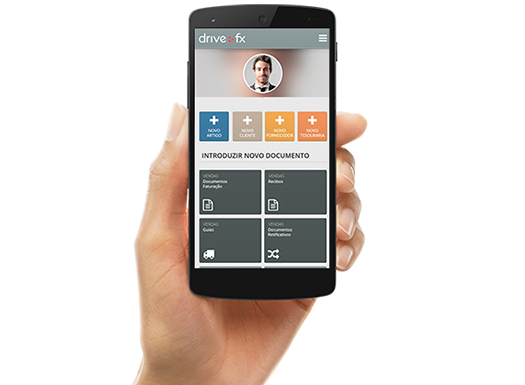 drive fx
NOVO
ARTIGO
NOVO
CLIENTE
NOVO
FORNECEDOR
NOVO
TESOURARIA
INTRODUZIR NOVO DOCUMENTO
VENDAS
Documentos
Faturação
VENDAS
Recibos
VENDAS
Guias
VENDAS
Documentos
Retificativos